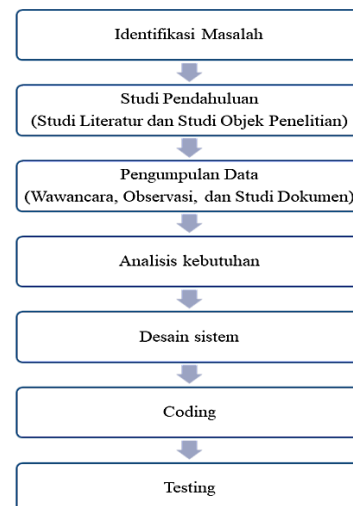 Identifikasi Masalah
Studi Pendahuluan
(Studi Literatur dan Studi Objek Penelitian)
Pengumpulan Data
(Wawancara, Observasi, dan Studi Dokumen)
Analisis kebutuhan
Desain sistem
Coding
Testing